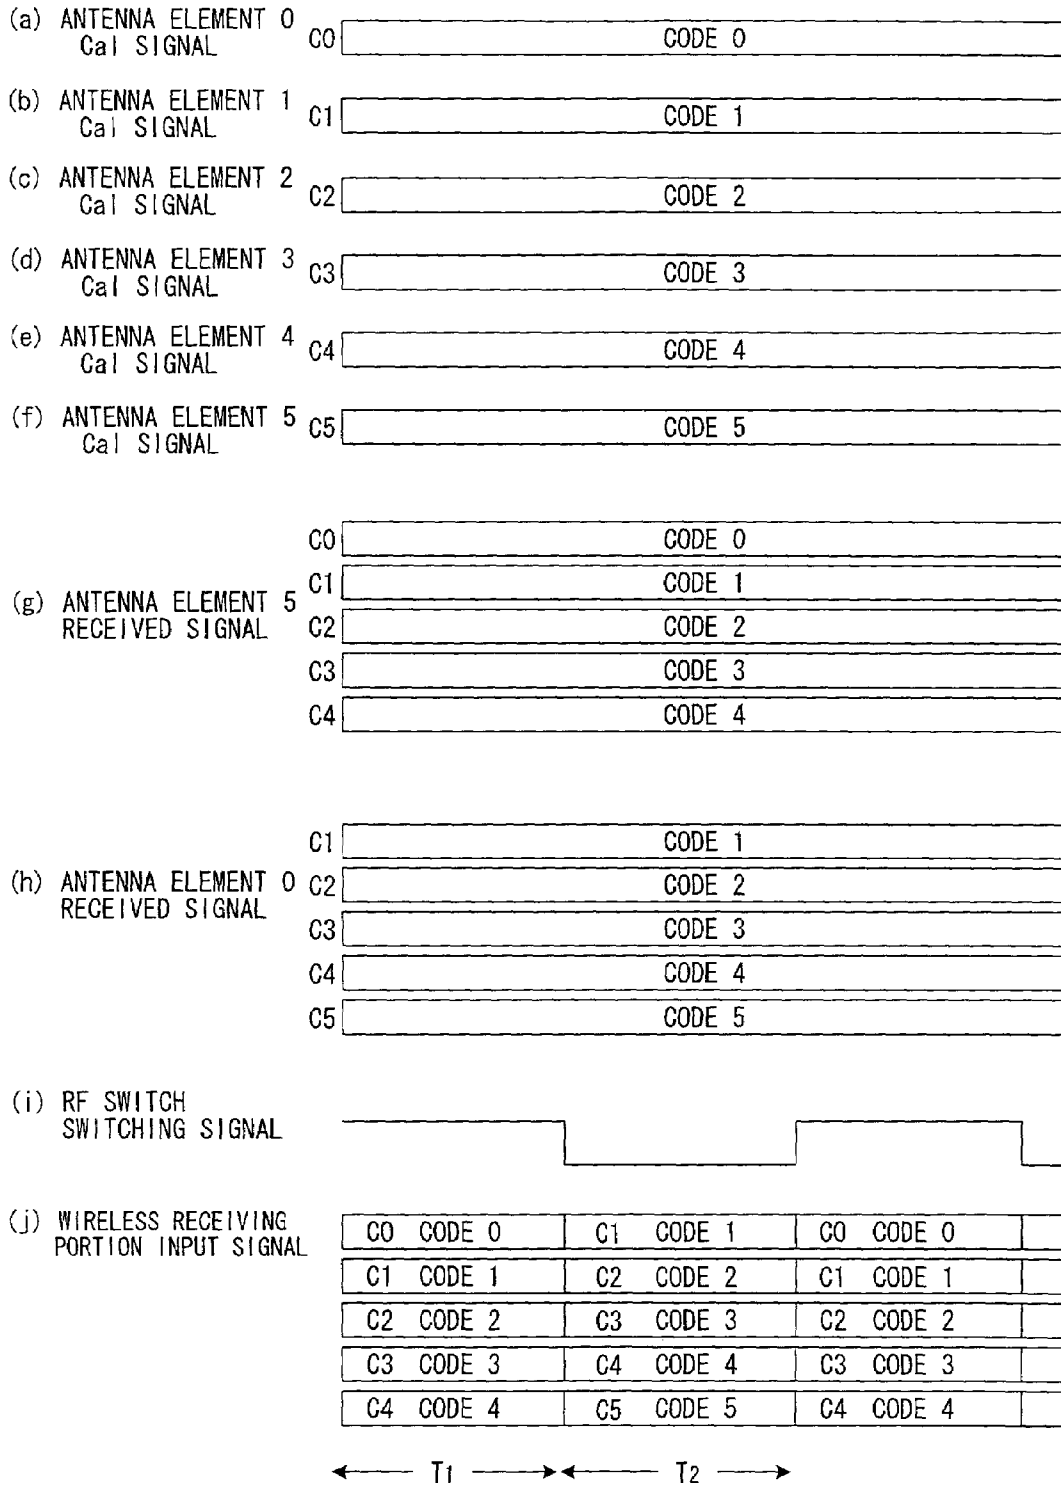 (a) ANTENNA ELEMENT 0
Cal SIGNAL
C0 CODE 0
(b) ANTENNA ELEMENT 1
Cal SIGNAL
C1 CODE 1
(c) ANTENNA ELEMENT 2
Cal SIGNAL
C2 CODE 2
(d) ANTENNA ELEMENT 3
Cal SIGNAL
C3 CODE 3
(e) ANTENNA ELEMENT 4
Cal SIGNAL
C4 CODE 4
(f) ANTENNA ELEMENT 5
Cal SIGNAL
C5 CODE 5
(g) ANTENNA ELEMENT 5
RECEIVED SIGNAL
C0 CODE 0
C1 CODE 1
C2 CODE 2
C3 CODE 3
C4 CODE 4
(h) ANTENNA ELEMENT 0
RECEIVED SIGNAL
C1 CODE 1
C2 CODE 2
C3 CODE 3
C4 CODE 4
C5 CODE 5
(i) RF SWITCH
SWITCHING SIGNAL
(j) WIRELESS RECEIVING
PORTION INPUT SIGNAL
C0 CODE 0 C1 CODE 1 C0 CODE 0
C1 CODE 1 C2 CODE 2 C1 CODE 1
C2 CODE 2 C3 CODE 3 C2 CODE 2
C3 CODE 3 C4 CODE 4 C3 CODE 3
C4 CODE 4 C5 CODE 5 C4 CODE 4
T1 T2